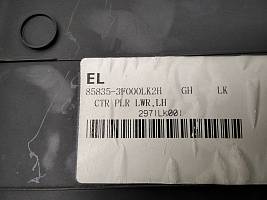 EL
85835-3F000LK2H GH LK
CTR PLR LWR,LH
2971Lk001